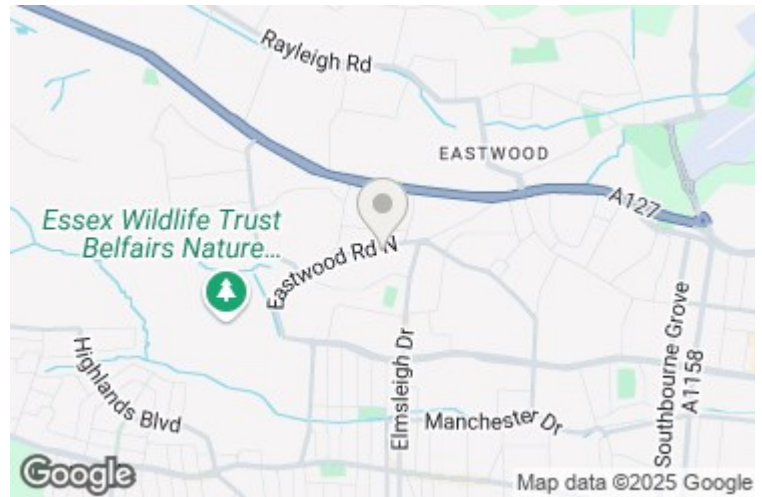 Rayleigh Rd
EASTWOOD
A127
Essex Wildlife Trust
Belfairs Nature...
Eastwood Rd N
Highlands Blvd
Elmsleigh Dr
Manchester Dr
Southbourne Grove
A1158
Google
Map data ©2025 Google